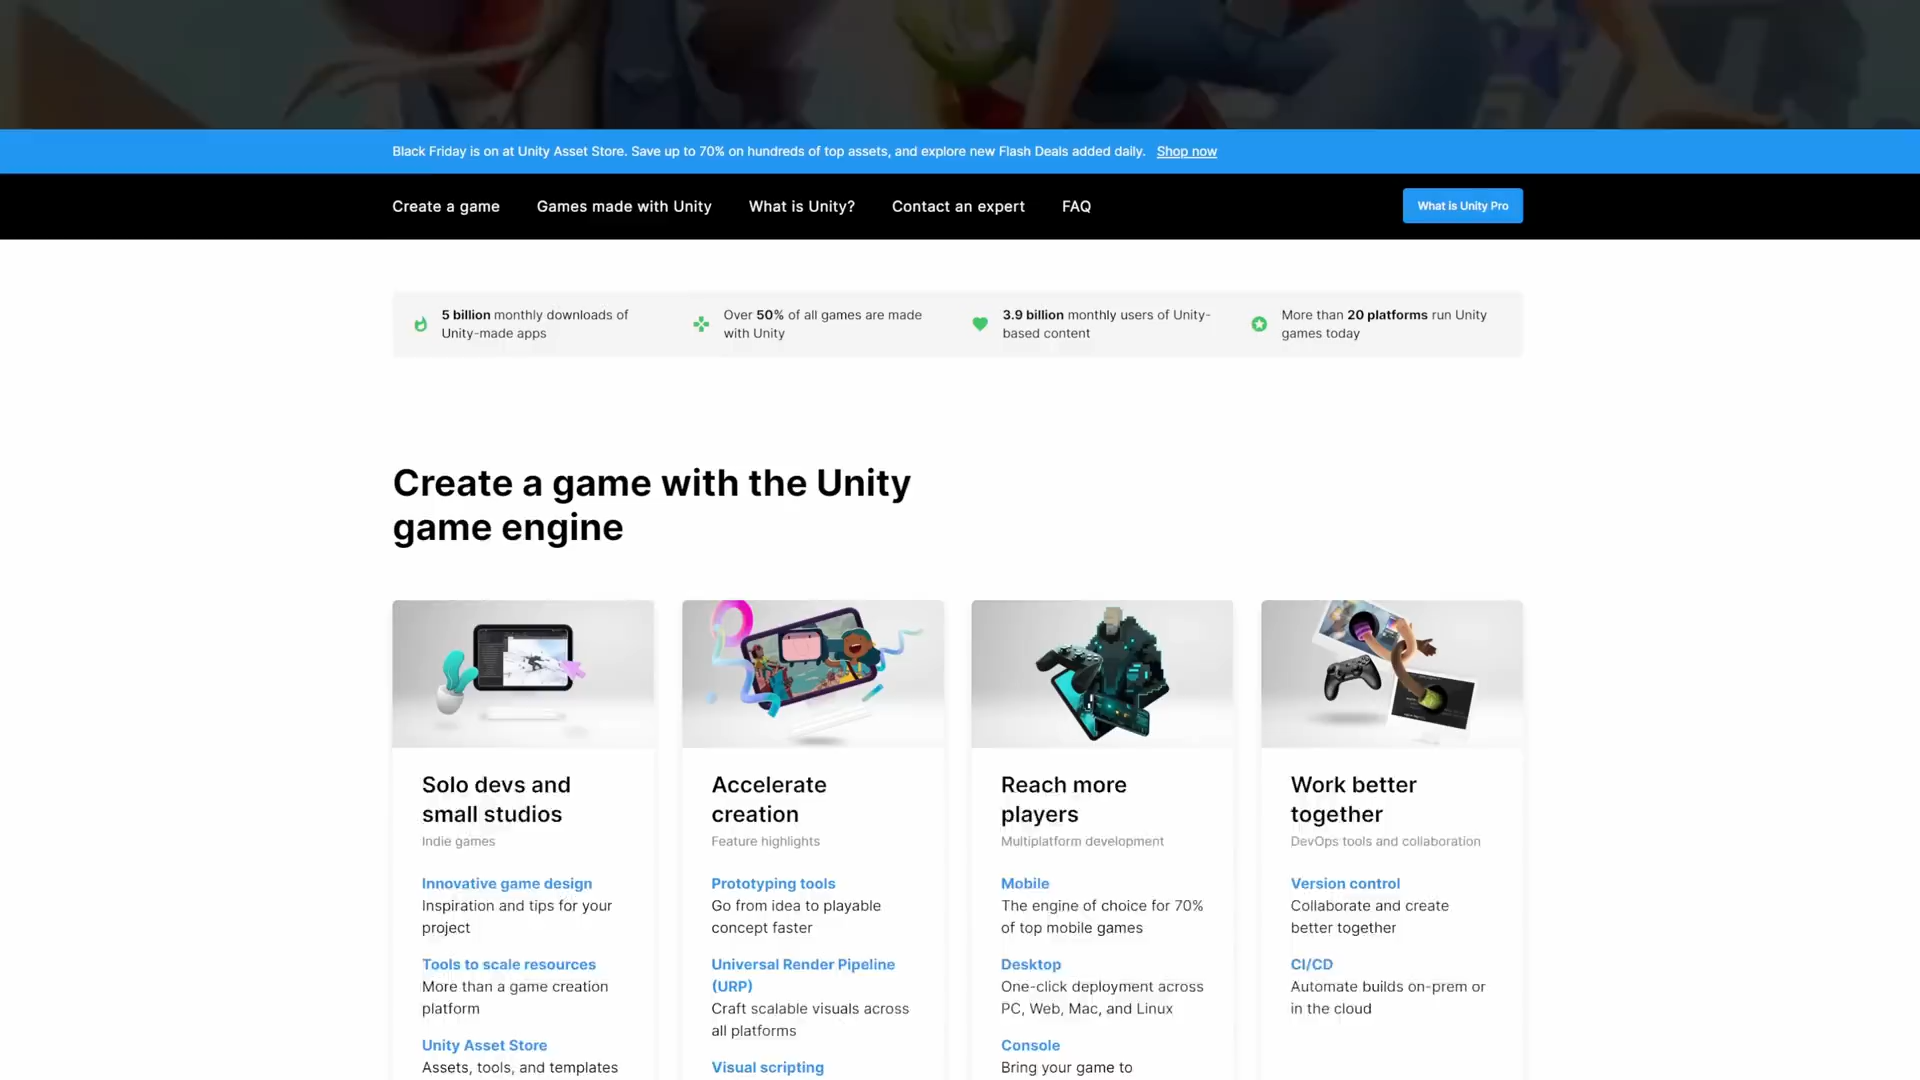 Black Friday is on at Unity Asset Store. Save up to 70% on hundreds of top assets, and explore new Flash Deals added daily. Shop now
Create a game
Games made with Unity
What is Unity?
Contact an expert
FAQ
What is Unity Pro
5 billion monthly downloads of
Unity-made apps
Over 50% of all games are made
with Unity
3.9 billion monthly users of Unity-
based content
More than 20 platforms run Unity
games today
Create a game with the Unity
game engine
Solo devs and
small studios
Indie games
Innovative game design
Inspiration and tips for your
project
Tools to scale resources
More than a game creation
platform
Unity Asset Store
Assets, tools, and templates
Accelerate
creation
Feature highlights
Prototyping tools
Go from idea to playable
concept faster
Universal Render Pipeline
(URP)
Craft scalable visuals across
all platforms
Visual scripting
Reach more
players
Multiplatform development
Mobile
The engine of choice for 70%
of top mobile games
Desktop
One-click deployment across
PC, Web, Mac, and Linux
Console
Bring your game to
Work better
together
DevOps tools and collaboration
Version control
Collaborate and create
better together
CI/CD
Automate builds on-prem or
in the cloud